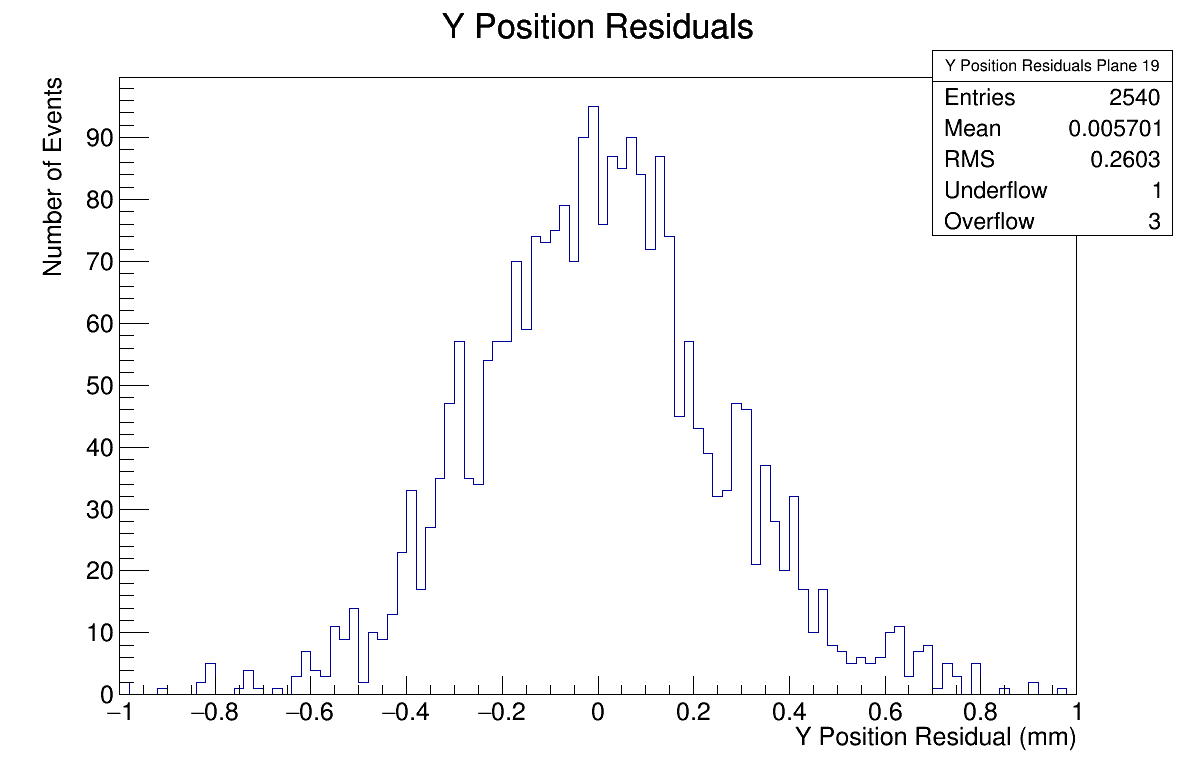 Y Position Residuals
Y Position Residuals Plane 19
Entries 2540
Mean 0.005701
RMS 0.2603
Underflow 1
Overflow 3
Number of Events
90
80
70
60
50
40
30
20
10
0
−1 −0.8 −0.6 −0.4 −0.2 0 0.2 0.4 0.6 0.8 1
Y Position Residual (mm)